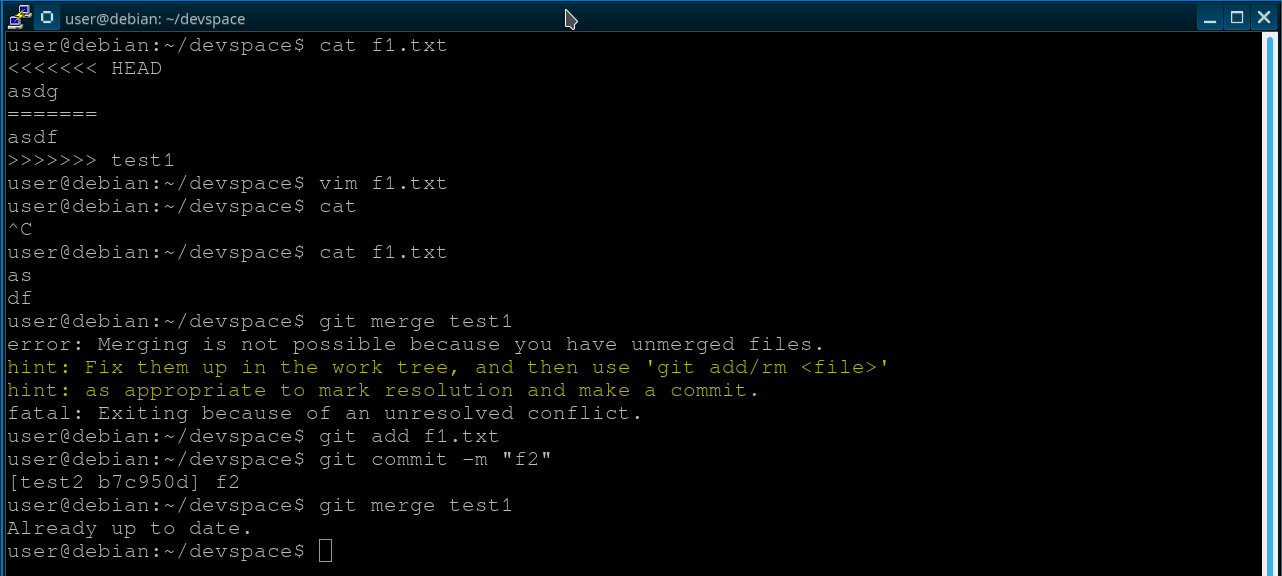 user@debian: ~/devspace
user@debian:~/devspace$ cat f1.txt
<<<<<<< HEAD
asdg
=======
asdf
>>>>>>> test1
user@debian:~/devspace$ vim f1.txt
user@debian:~/devspace$ cat
^C
user@debian:~/devspace$ cat f1.txt
as
df
user@debian:~/devspace$ git merge test1
error: Merging is not possible because you have unmerged files.
hint: Fix them up in the work tree, and then use 'git add/rm <file>'
hint: as appropriate to mark resolution and make a commit.
fatal: Exiting because of an unresolved conflict.
user@debian:~/devspace$ git add f1.txt
user@debian:~/devspace$ git commit -m "f2"
[test2 b7c950d] f2
user@debian:~/devspace$ git merge test1
Already up to date.
user@debian:~/devspace$